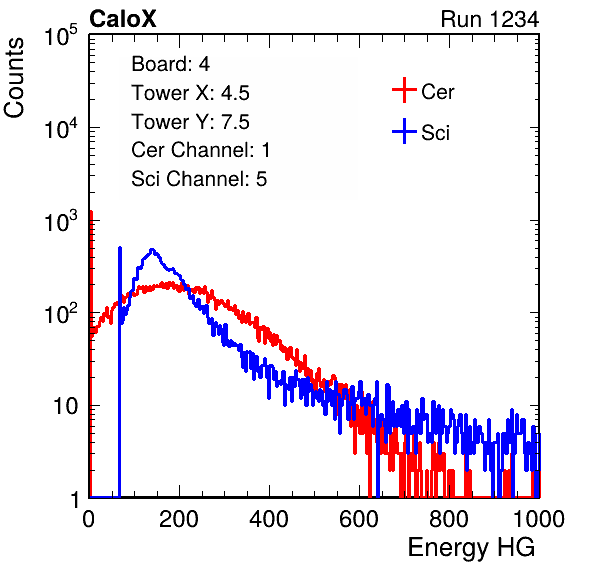 CaloX Run 1234
Counts
Board: 4
Tower X: 4.5
Tower Y: 7.5
Cer Channel: 1
Sci Channel: 5
Cer
Sci
10^5
10^4
10^3
10^2
10
1
0 200 400 600 800 1000
Energy HG